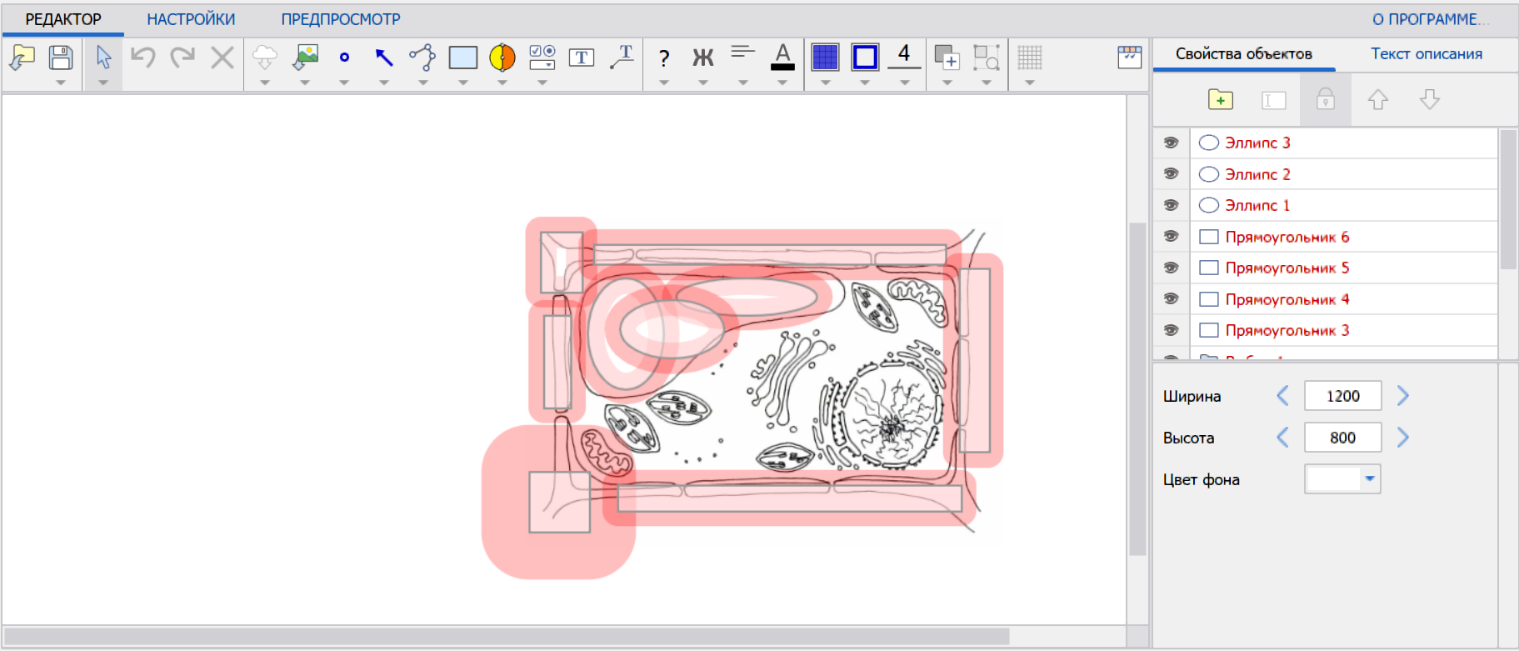 РЕДАКТОР НАСТРОЙКИ ПРЕДПРОСМОТР О ПРОГРАММЕ...
T T ? Ж A 4
Свойства объектов Текст описания
Эллипс 3
Эллипс 2
Эллипс 1
Прямоугольник 6
Прямоугольник 5
Прямоугольник 4
Прямоугольник 3
Ширина 1200
Высота 800
Цвет фона